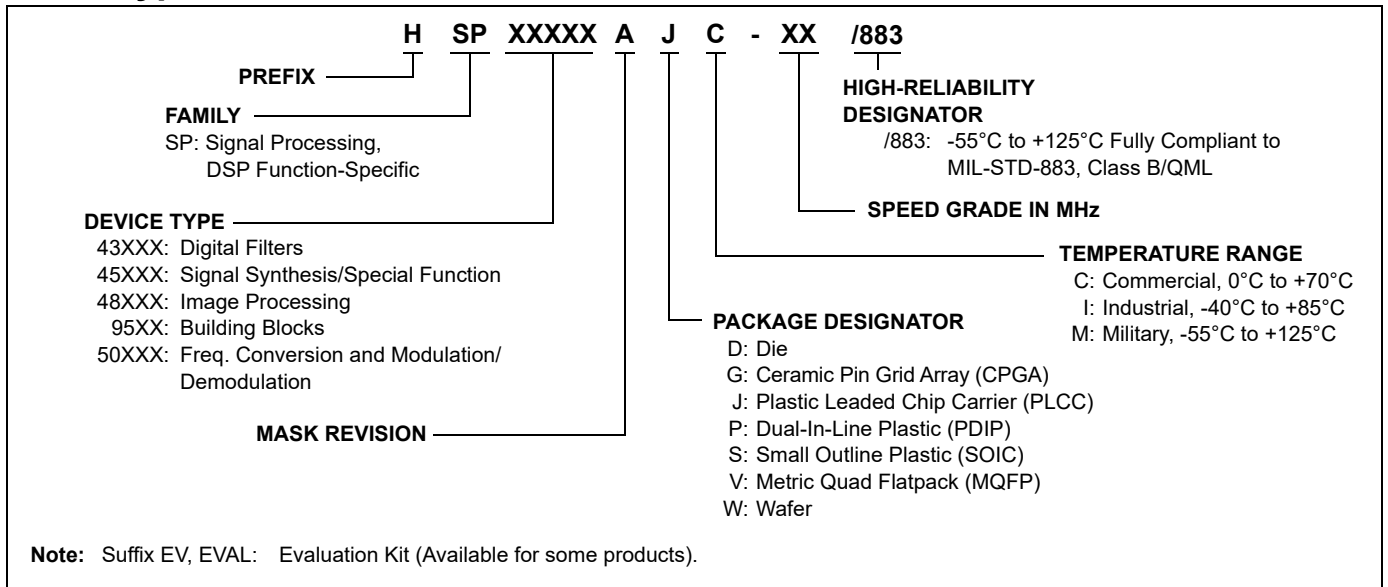 H SP XXXXX A J C - XX /883
PREFIX
FAMILY
SP: Signal Processing,
DSP Function-Specific
DEVICE TYPE
43XXX: Digital Filters
45XXX: Signal Synthesis/Special Function
48XXX: Image Processing
95XX: Building Blocks
50XXX: Freq. Conversion and Modulation/
Demodulation
MASK REVISION
HIGH-RELIABILITY
DESIGNATOR
/883: -55°C to +125°C Fully Compliant to
MIL-STD-883, Class B/QML
SPEED GRADE IN MHz
TEMPERATURE RANGE
C: Commercial, 0°C to +70°C
I: Industrial, -40°C to +85°C
M: Military, -55°C to +125°C
PACKAGE DESIGNATOR
D: Die
G: Ceramic Pin Grid Array (CPGA)
J: Plastic Leaded Chip Carrier (PLCC)
P: Dual-In-Line Plastic (PDIP)
S: Small Outline Plastic (SOIC)
V: Metric Quad Flatpack (MQFP)
W: Wafer
Note: Suffix EV, EVAL: Evaluation Kit (Available for some products).